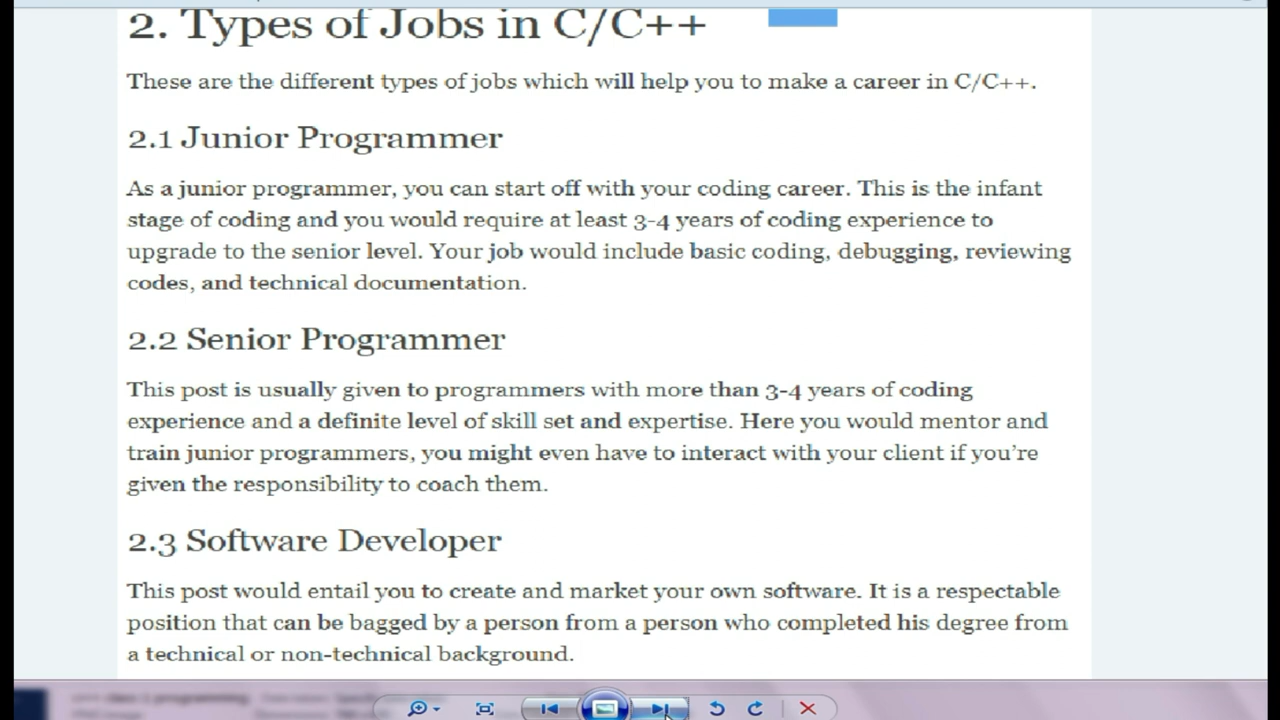 2. Types of Jobs in C/C++
These are the different types of jobs which will help you to make a career in C/C++.
2.1 Junior Programmer
As a junior programmer, you can start off with your coding career. This is the infant
stage of coding and you would require at least 3-4 years of coding experience to
upgrade to the senior level. Your job would include basic coding, debugging, reviewing
codes, and technical documentation.
2.2 Senior Programmer
This post is usually given to programmers with more than 3-4 years of coding
experience and a definite level of skill set and expertise. Here you would mentor and
train junior programmers, you might even have to interact with your client if you're
given the responsibility to coach them.
2.3 Software Developer
This post would entail you to create and market your own software. It is a respectable
position that can be bagged by a person from a person who completed his degree from
a technical or non-technical background.